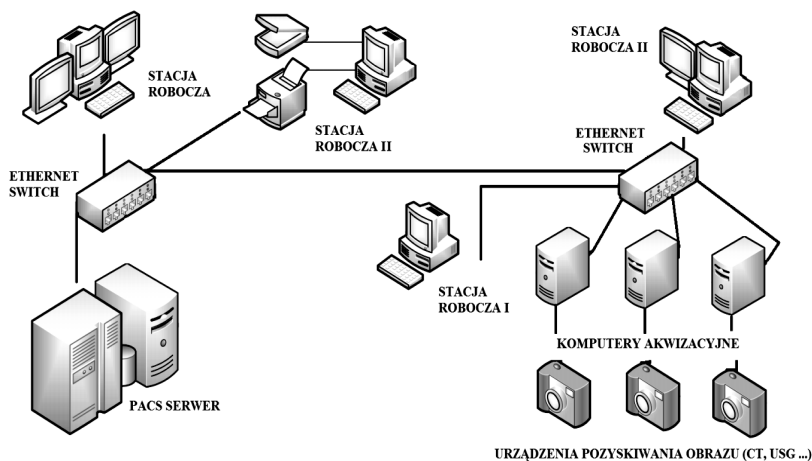 STACJA
ROBOCZA
STACJA
ROBOCZA II
STACJA
ROBOCZA II
ETHERNET
SWITCH
ETHERNET
SWITCH
STACJA
ROBOCZA I
KOMPUTERY AKWIZACYJNE
PACS SERWER
URZĄDZENIA POZYSKIWANIA OBRAZU (CT, USG ...)